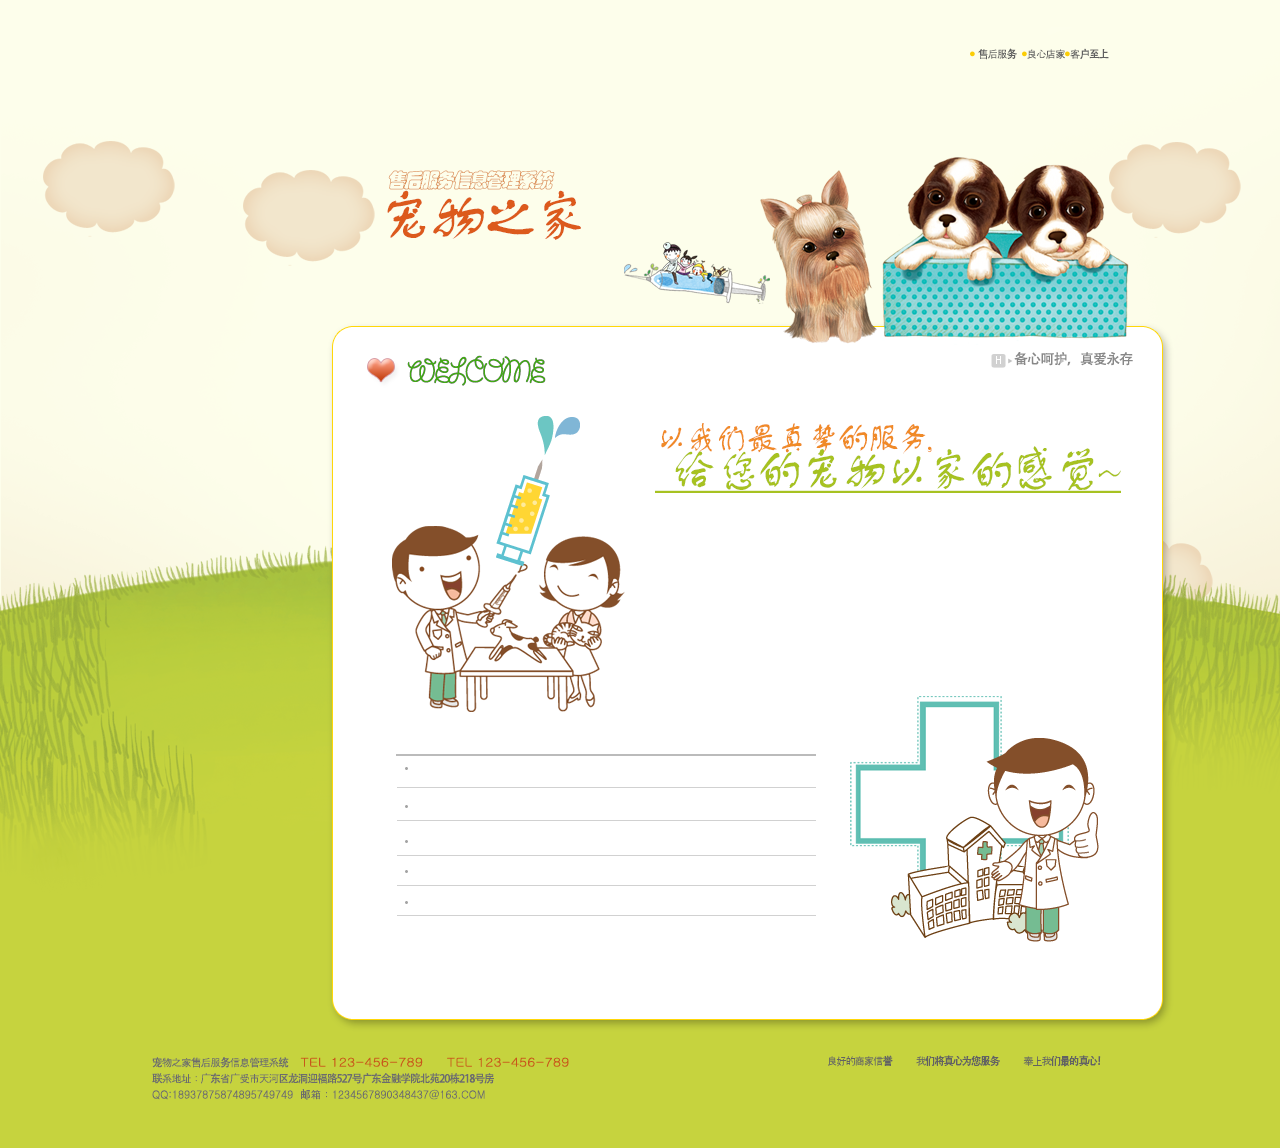 售后服务 良心店家 客户至上
售后服务信息管理系统
宠物之家
WELCOME
H 备心呵护，真爱永存
以我们最真挚的服务。
给您的宠物以家的感觉~
宠物之家售后服务信息管理系统 TEL 123-456-789 TEL 123-456-789
良好的商家信誉 我们将真心为您服务 奉上我们最的真心!
联系地址：广东省广受市天河区龙洞迎福路527号广东金融学院北苑20栋218号房
QQ:18937875874895749749 邮箱：1234567890348437@163.COM